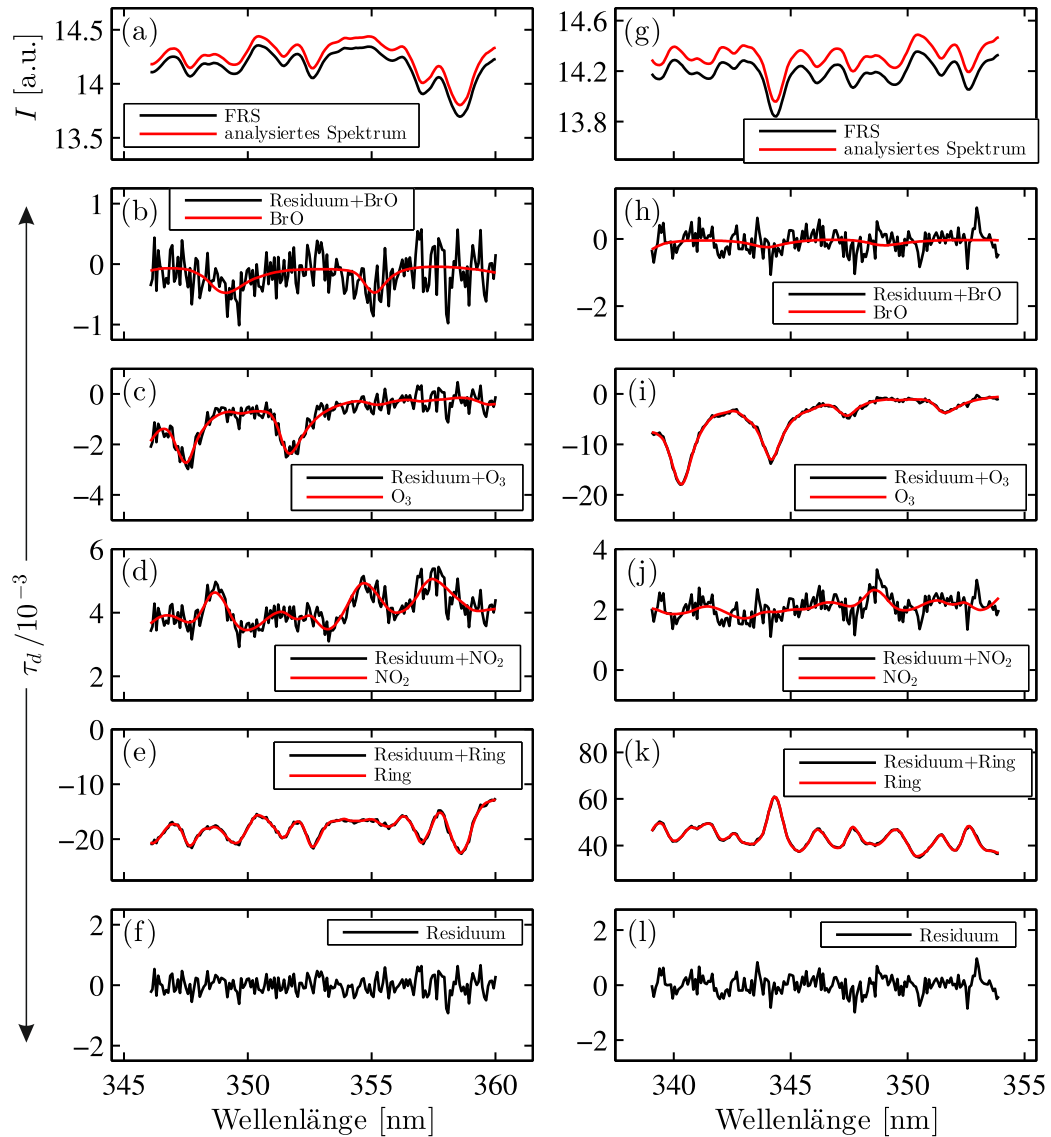 I [a.u.]
14.5
14
13.5
(a)
FRS
analysiertes Spektrum
14.6
14.2
13.8
(g)
FRS
analysiertes Spektrum
τd/10⁻³
1
0
−1
(b)
Residuum+BrO
BrO
0
−2
(h)
Residuum+BrO
BrO
0
−2
−4
(c)
Residuum+O₃
O₃
0
−10
−20
(i)
Residuum+O₃
O₃
6
4
2
(d)
Residuum+NO₂
NO₂
4
2
0
(j)
Residuum+NO₂
NO₂
0
−10
−20
(e)
Residuum+Ring
Ring
80
60
40
(k)
Residuum+Ring
Ring
2
0
−2
(f)
Residuum
2
0
−2
(l)
Residuum
345 350 355 360
Wellenlänge [nm]
340 345 350 355
Wellenlänge [nm]